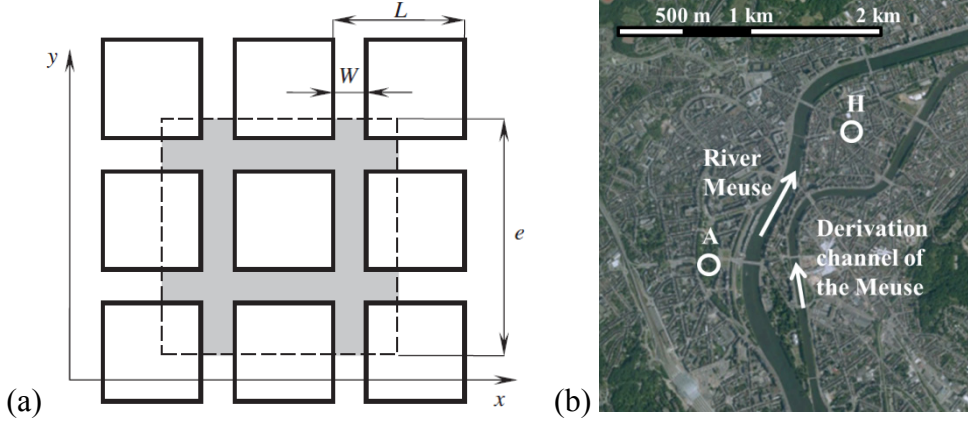 L
y
W
e
x
(a)
500 m 1 km 2 km
H
River
Meuse
A
Derivation
channel of
the Meuse
(b)